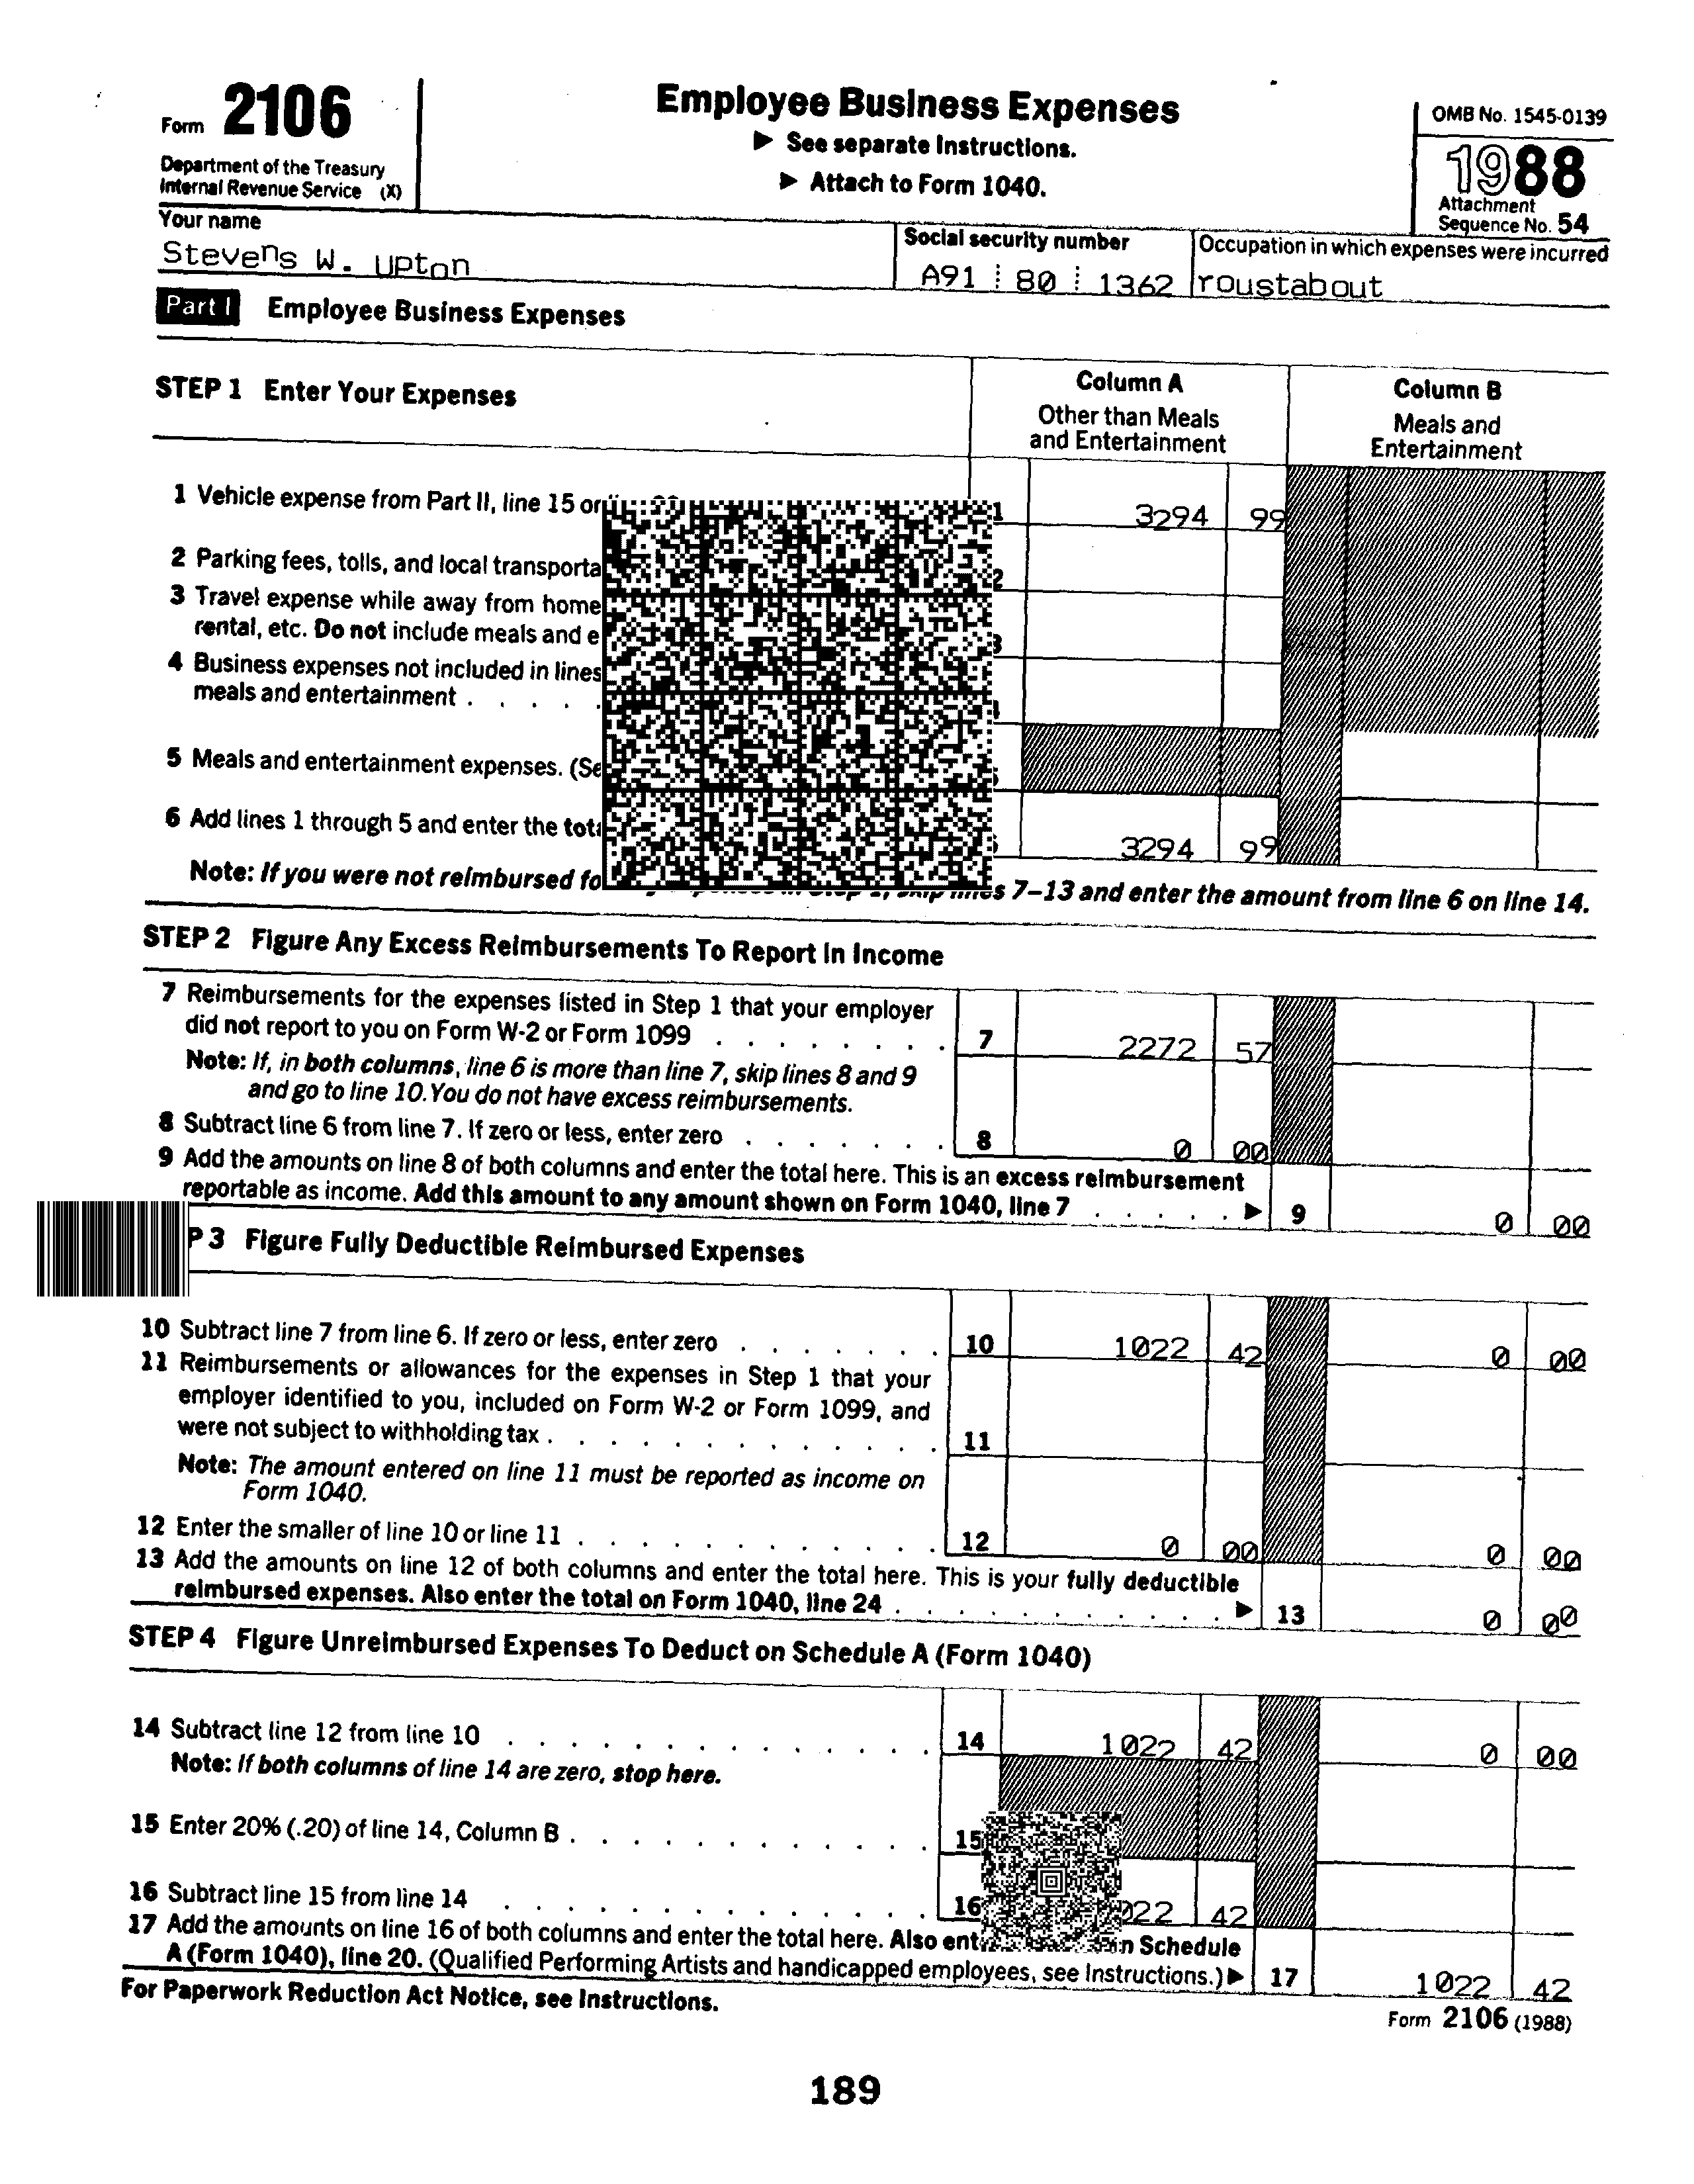 Form 2106
Department of the Treasury
Internal Revenue Service (X)
Employee Business Expenses
▶ See separate Instructions.
▶ Attach to Form 1040.
OMB No. 1545-0139
1988
Attachment
Sequence No. 54
Your name
Stevens W. Upton
Social security number
A91 80 1362
Occupation in which expenses were incurred
roustabout
Part I Employee Business Expenses
STEP 1 Enter Your Expenses
Column A
Other than Meals
and Entertainment
Column B
Meals and
Entertainment
1 Vehicle expense from Part II, line 15 or 1 3294 99
2 Parking fees, tolls, and local 2
3 Travel expense while away from home
rental, etc. Do not include meals and 3
4 Business expenses not included in lines
meals and entertainment . . . . .
5 Meals and entertainment expenses.
6 Add lines 1 through 5 and enter the 3294 99
Note: If you were not reimbursed 7–13 and enter the amount from line 6 on line 14.
STEP 2 Figure Any Excess Reimbursements To Report In Income
7 Reimbursements for the expenses listed in Step 1 that your employer
did not report to you on Form W-2 or Form 1099 . . . . . . . . 7 2272 57
Note: If, in both columns, line 6 is more than line 7, skip lines 8 and 9
and go to line 10. You do not have excess reimbursements.
8 Subtract line 6 from line 7. If zero or less, enter zero . . . . . . . 8 0 00
9 Add the amounts on line 8 of both columns and enter the total here. This is an excess reimbursement
reportable as income. Add this amount to any amount shown on Form 1040, line 7 . . . . . ▶ 9 0 00
P 3 Figure Fully Deductible Reimbursed Expenses
10 Subtract line 7 from line 6. If zero or less, enter zero . . . . . . . 10 1022 42 0 00
11 Reimbursements or allowances for the expenses in Step 1 that your
employer identified to you, included on Form W-2 or Form 1099, and
were not subject to withholding tax . . . . . . . . . . . . . 11
Note: The amount entered on line 11 must be reported as income on
Form 1040.
12 Enter the smaller of line 10 or line 11 . . . . . . . . . . . . 12 0 00 0 00
13 Add the amounts on line 12 of both columns and enter the total here. This is your fully deductible
reimbursed expenses. Also enter the total on Form 1040, line 24 . . . . . . . . . . . ▶ 13 0 00
STEP 4 Figure Unreimbursed Expenses To Deduct on Schedule A (Form 1040)
14 Subtract line 12 from line 10 . . . . . . . . . . . . . . 14 1022 42 0 00
Note: If both columns of line 14 are zero, stop here.
15 Enter 20% (.20) of line 14, Column B . . . . . . . . . . . . 15
16 Subtract line 15 from line 14 . . . . . . . . . . . . . . 16 022 42
17 Add the amounts on line 16 of both columns and enter the total here. Also Schedule
A (Form 1040), line 20. (Qualified Performing Artists and handicapped employees, see Instructions.) ▶ 17 1022 42
For Paperwork Reduction Act Notice, see Instructions.
Form 2106 (1988)
189